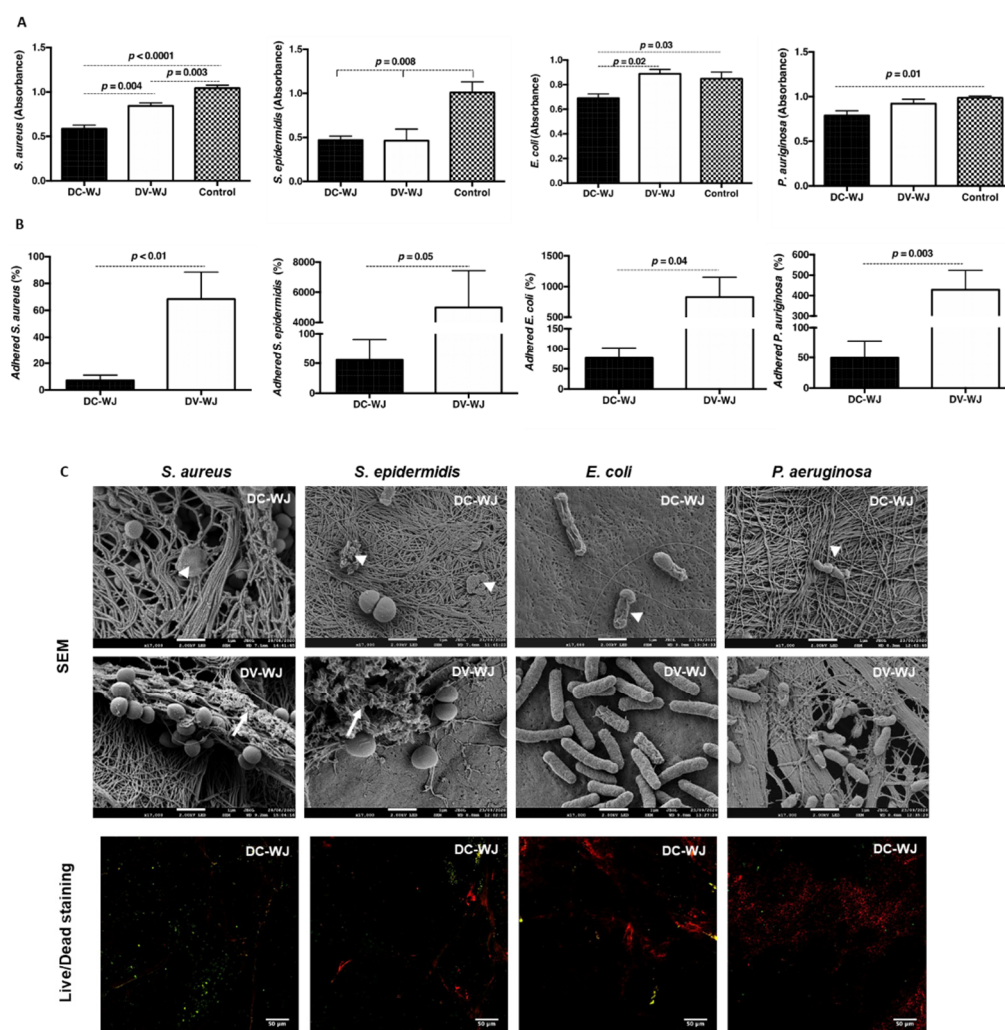 A
S. aureus (Absorbance)
1.5
1.0
0.5
0.0
p < 0.0001
p = 0.003
p = 0.004
DC-WJ DV-WJ Control
S. epidermidis (Absorbance)
1.5
1.0
0.5
0.0
p = 0.008
DC-WJ DV-WJ Control
E. coli (Absorbance)
1.0
0.8
0.6
0.4
0.2
0.0
p = 0.03
p = 0.02
DC-WJ DV-WJ Control
P. auriginosa (Absorbance)
1.5
1.0
0.5
0.0
p = 0.01
DC-WJ DV-WJ Control
B
Adhered S. aureus (%)
100
80
60
40
20
0
p < 0.01
DC-WJ DV-WJ
Adhered S. epidermidis (%)
8000
6000
4000
100
50
0
p = 0.05
DC-WJ DV-WJ
Adhered E. coli (%)
1500
1000
500
150
100
50
0
p = 0.04
DC-WJ DV-WJ
Adhered P. auriginosa (%)
600
500
400
300
100
50
0
p = 0.003
DC-WJ DV-WJ
C
S. aureus S. epidermidis E. coli P. aeruginosa
SEM
DC-WJ DC-WJ DC-WJ DC-WJ
DV-WJ DV-WJ DV-WJ DV-WJ
Live/Dead staining
DC-WJ DC-WJ DC-WJ DC-WJ
50 µm 50 µm 50 µm 50 µm